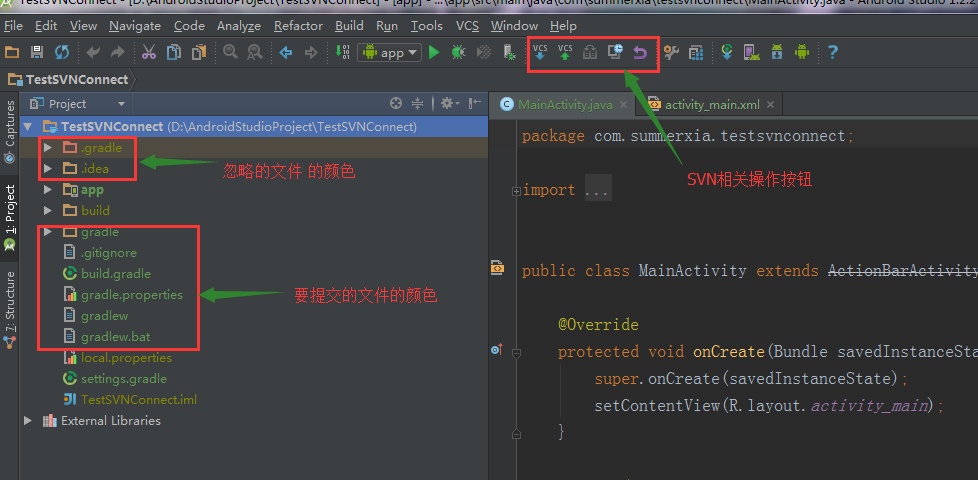 TestSVNConnect - [D:\AndroidStudioProject\TestSVNConnect] - [app] - ...\app\src\main\java\com\summerxia\testsvnconnect\MainActivity.java - Android Studio 1.2.2
File Edit View Navigate Code Analyze Refactor Build Run Tools VCS Window Help
app VCS VCS ?
TestSVNConnect
Captures
1: Project
7: Structure
Project
MainActivity.java activity_main.xml
TestSVNConnect (D:\AndroidStudioProject\TestSVNConnect)
.gradle
.idea
app
build
gradle
.gitignore
build.gradle
gradle.properties
gradlew
gradlew.bat
local.properties
settings.gradle
TestSVNConnect.iml
External Libraries
忽略的文件 的颜色
要提交的文件的颜色
SVN相关操作按钮
package com.summerxia.testsvnconnect;
import ...
public class MainActivity extends ActionBarActivity
@Override
protected void onCreate(Bundle savedInstanceSta
super.onCreate(savedInstanceState);
setContentView(R.layout.activity_main);
}